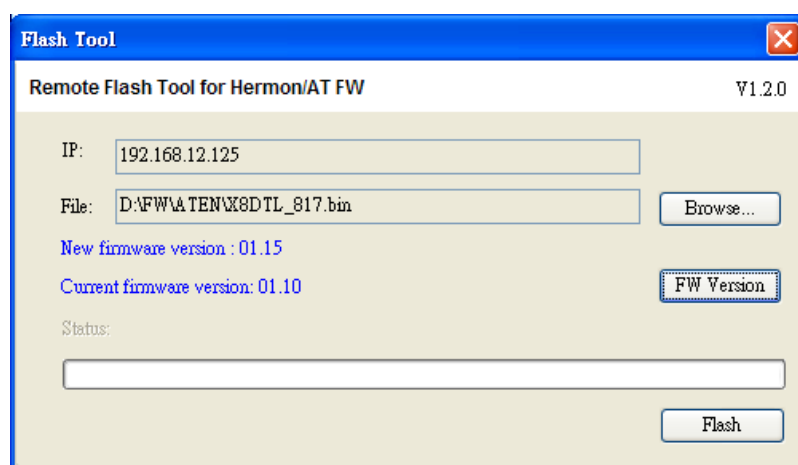 Flash Tool
Remote Flash Tool for Hermon/AT FW V1.2.0
IP: 192.168.12.125
File: D:\FW\ATEN\X8DTL_817.bin Browse...
New firmware version : 01.15
Current firmware version: 01.10 FW Version
Status:
Flash